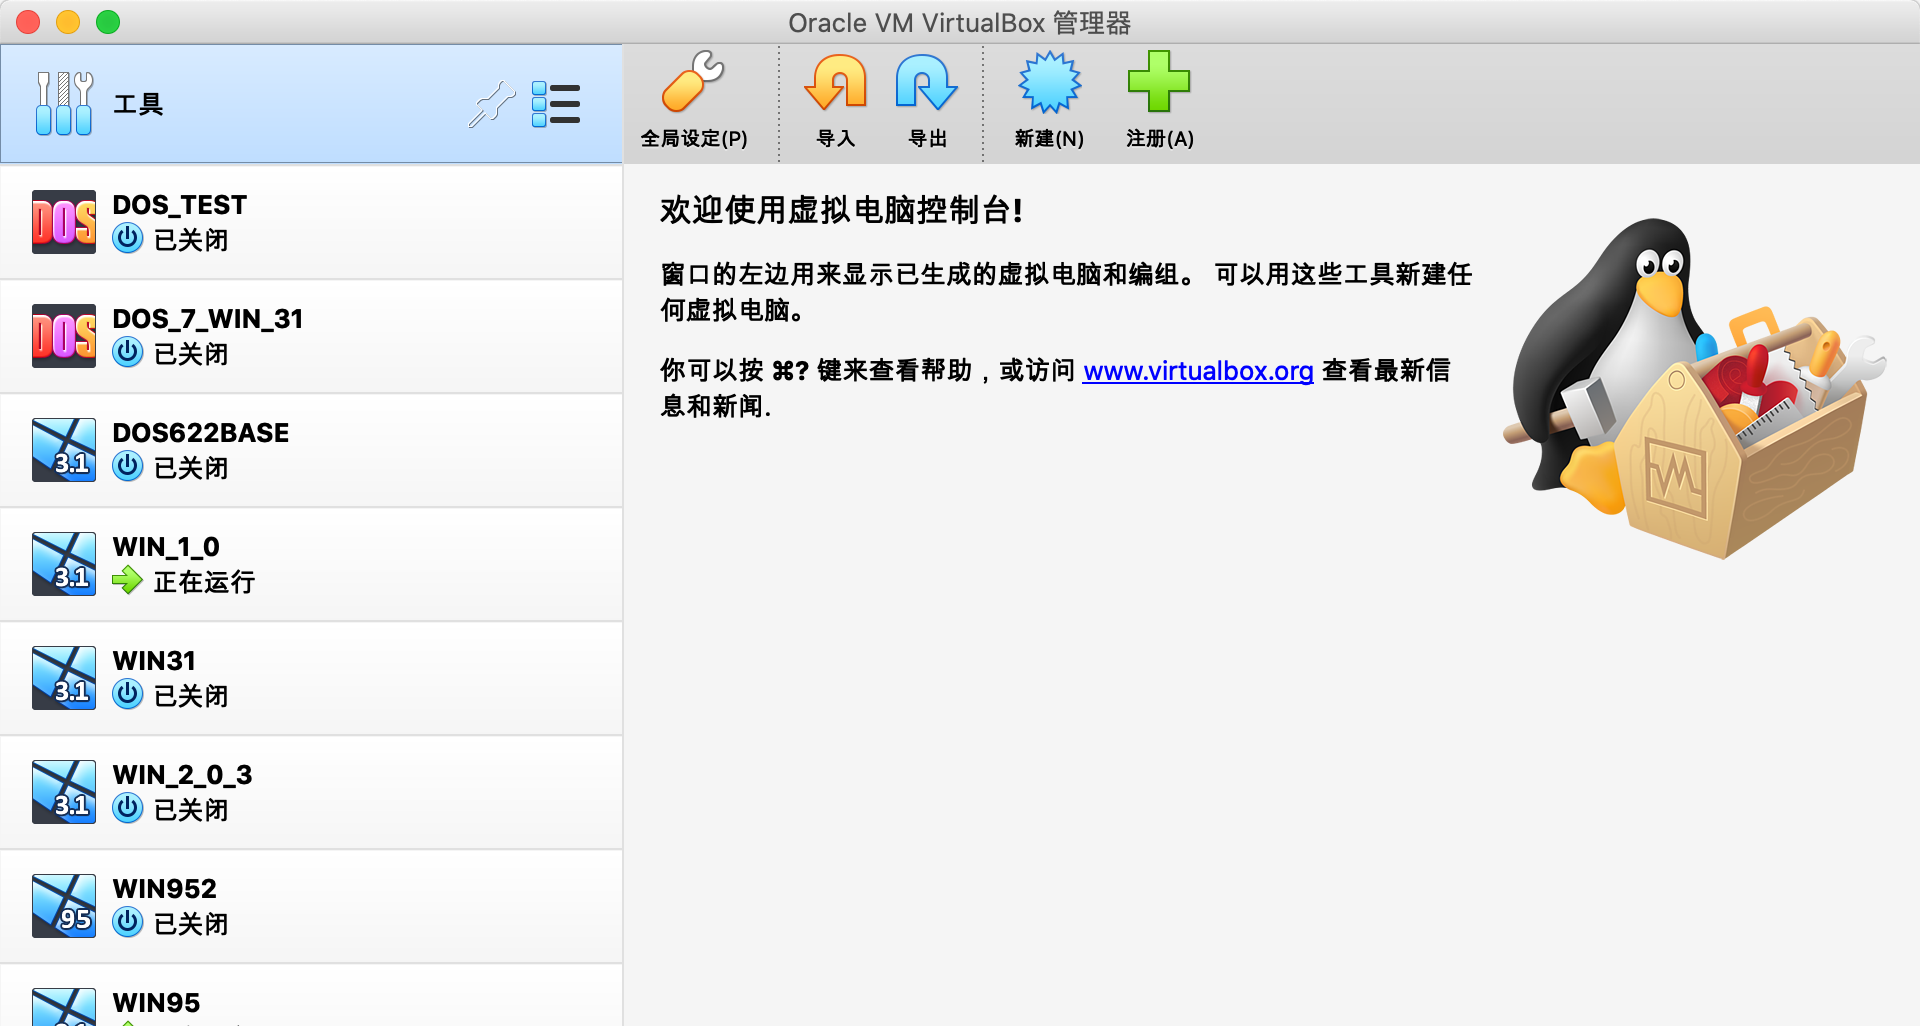 Oracle VM VirtualBox 管理器
工具
全局设定(P)
导入
导出
新建(N)
注册(A)
DOS
DOS_TEST
已关闭
DOS
DOS_7_WIN_31
已关闭
3.1
DOS622BASE
已关闭
3.1
WIN_1_0
正在运行
3.1
WIN31
已关闭
3.1
WIN_2_0_3
已关闭
95
WIN952
已关闭
WIN95
欢迎使用虚拟电脑控制台!
窗口的左边用来显示已生成的虚拟电脑和编组。 可以用这些工具新建任
何虚拟电脑。
你可以按 ⌘? 键来查看帮助，或访问 www.virtualbox.org 查看最新信
息和新闻.